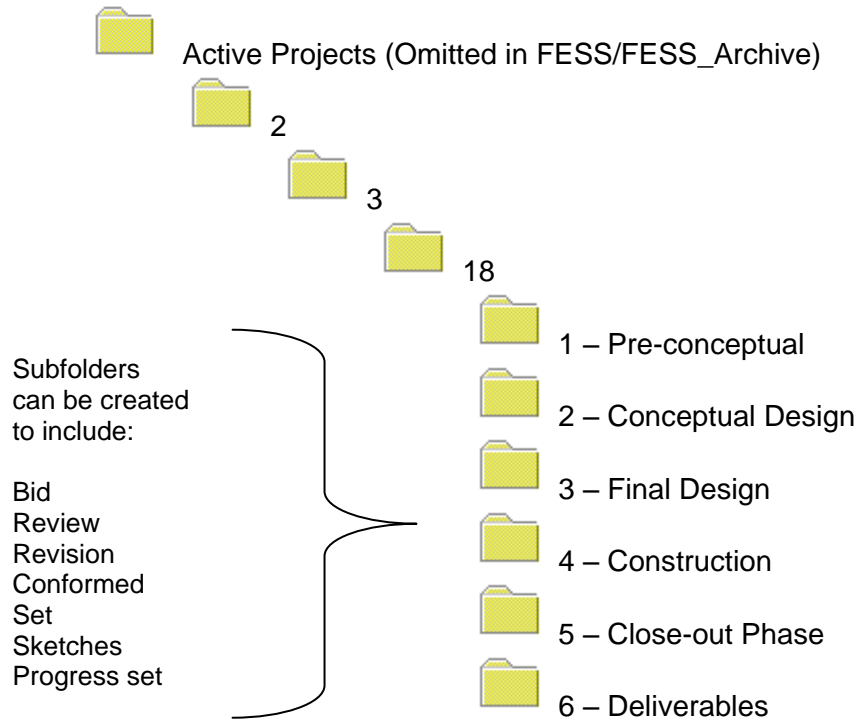 Active Projects (Omitted in FESS/FESS_Archive)
2
3
18
1 – Pre-conceptual
2 – Conceptual Design
3 – Final Design
4 – Construction
5 – Close-out Phase
6 – Deliverables
Subfolders
can be created
to include:
Bid
Review
Revision
Conformed
Set
Sketches
Progress set